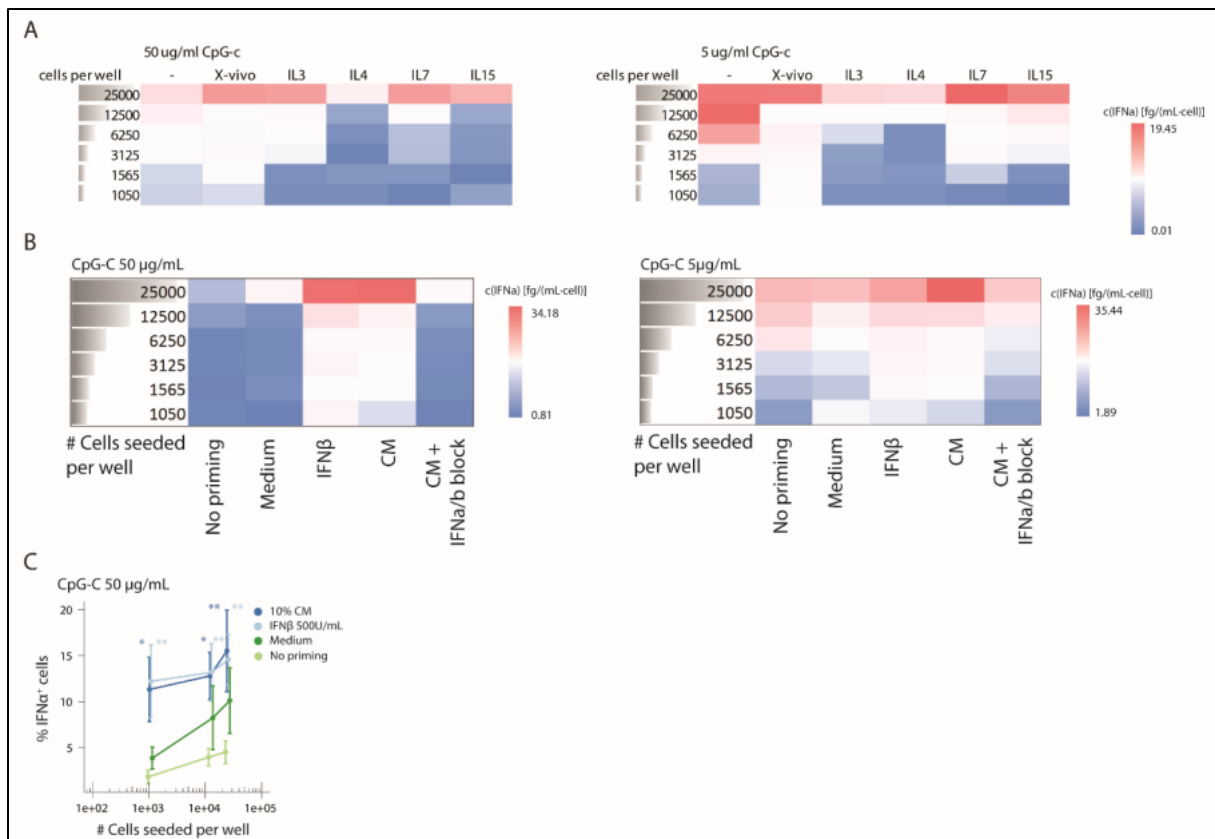 A
50 ug/ml CpG-c
cells per well - X-vivo IL3 IL4 IL7 IL15
25000
12500
6250
3125
1565
1050
5 ug/ml CpG-c
cells per well - X-vivo IL3 IL4 IL7 IL15
25000
12500
6250
3125
1565
1050
c(IFNa) [fg/(mL·cell)]
19.45
0.01
B
CpG-C 50 µg/mL
25000
12500
6250
3125
1565
1050
# Cells seeded
per well
No priming
Medium
IFNβ
CM
CM +
IFNa/b block
c(IFNa) [fg/(mL·cell)]
34.18
0.81
CpG-C 5µg/mL
25000
12500
6250
3125
1565
1050
# Cells seeded
per well
No priming
Medium
IFNβ
CM
CM +
IFNa/b block
c(IFNa) [fg/(mL·cell)]
35.44
1.89
C
CpG-C 50 µg/mL
10% CM
IFNβ 500U/mL
Medium
No priming
** **
* ** * **
% IFNα⁺ cells
20
15
10
5
1e+02 1e+03 1e+04 1e+05
# Cells seeded per well